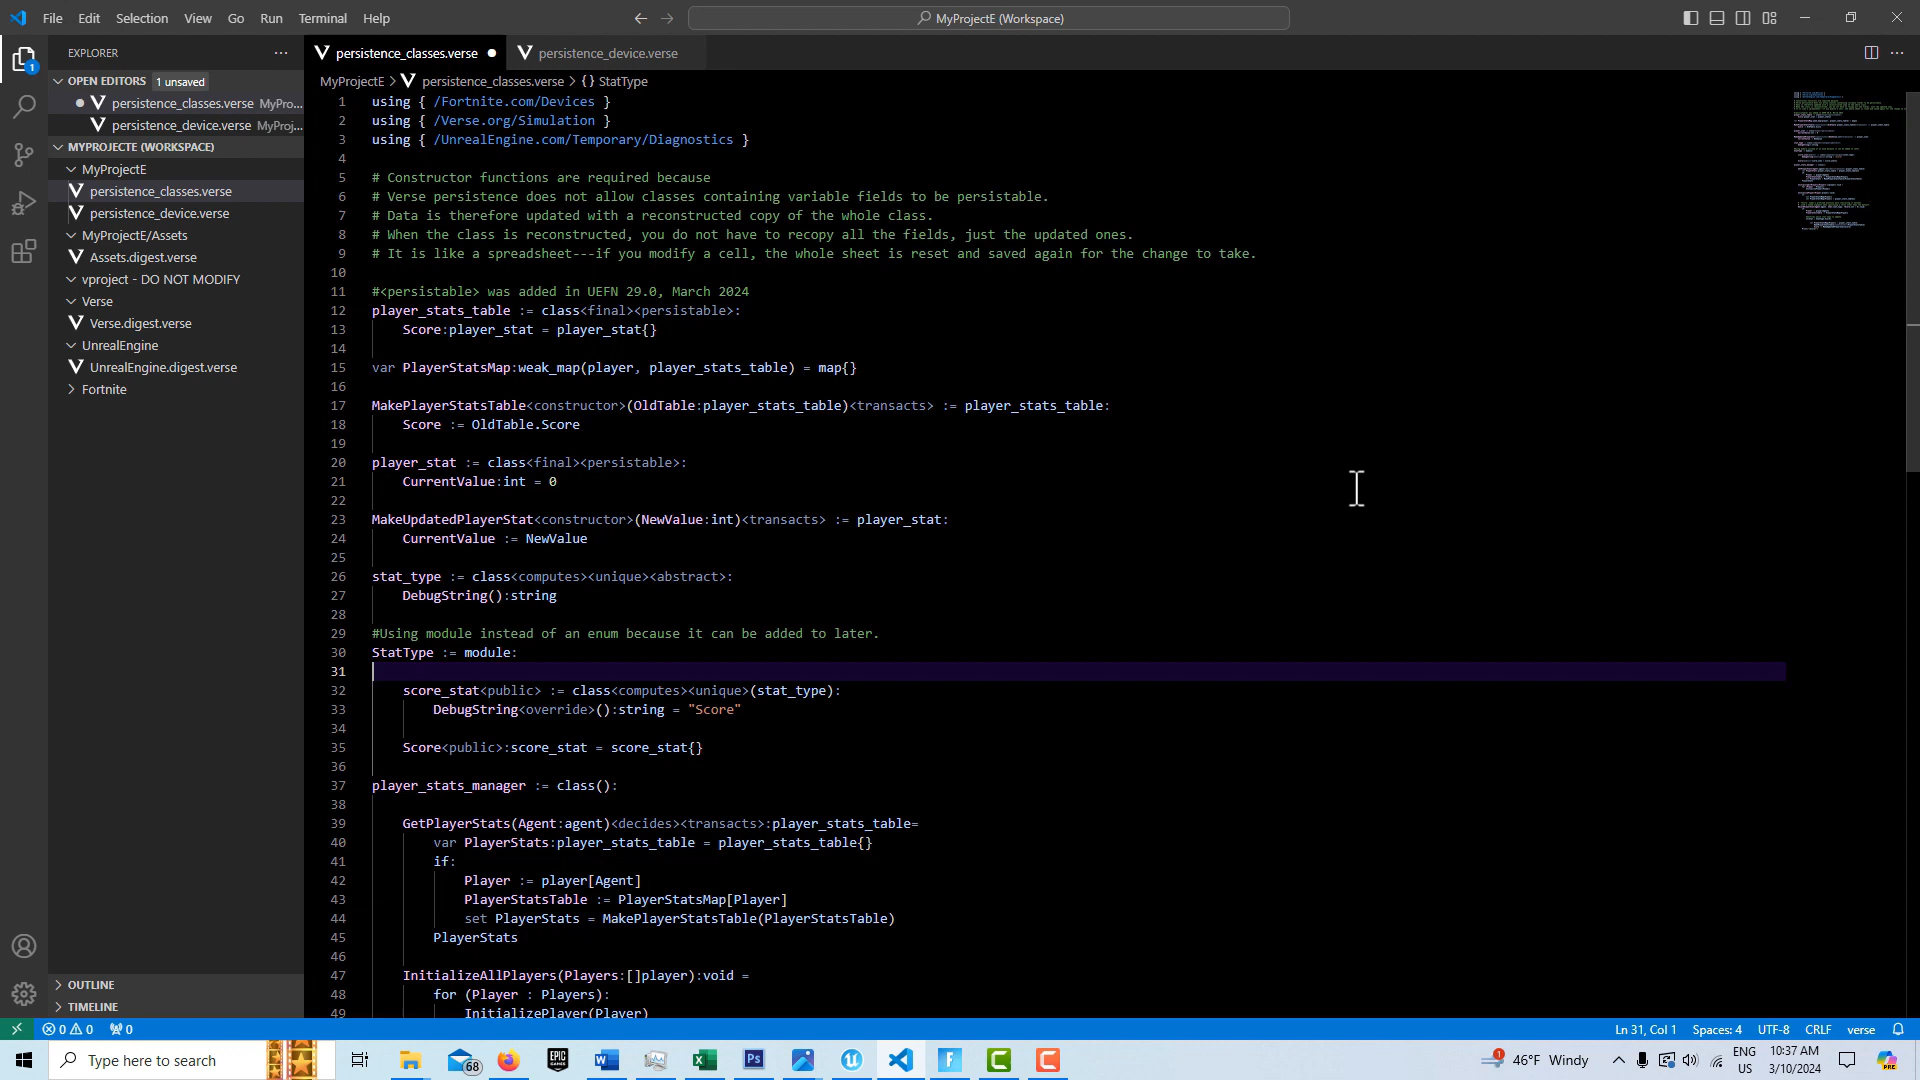 File Edit Selection View Go Run Terminal Help
MyProjectE (Workspace)
EXPLORER
OPEN EDITORS 1 unsaved
persistence_classes.verse MyPro...
persistence_device.verse MyProj...
MYPROJECTE (WORKSPACE)
MyProjectE
persistence_classes.verse
persistence_device.verse
MyProjectE/Assets
Assets.digest.verse
vproject - DO NOT MODIFY
Verse
Verse.digest.verse
UnrealEngine
UnrealEngine.digest.verse
Fortnite
OUTLINE
TIMELINE
persistence_classes.verse persistence_device.verse
MyProjectE > persistence_classes.verse > {} StatType
1 using { /Fortnite.com/Devices }
2 using { /Verse.org/Simulation }
3 using { /UnrealEngine.com/Temporary/Diagnostics }
4
5 # Constructor functions are required because
6 # Verse persistence does not allow classes containing variable fields to be persistable.
7 # Data is therefore updated with a reconstructed copy of the whole class.
8 # When the class is reconstructed, you do not have to recopy all the fields, just the updated ones.
9 # It is like a spreadsheet---if you modify a cell, the whole sheet is reset and saved again for the change to take.
10
11 #<persistable> was added in UEFN 29.0, March 2024
12 player_stats_table := class<final><persistable>:
13 Score:player_stat = player_stat{}
14
15 var PlayerStatsMap:weak_map(player, player_stats_table) = map{}
16
17 MakePlayerStatsTable<constructor>(OldTable:player_stats_table)<transacts> := player_stats_table:
18 Score := OldTable.Score
19
20 player_stat := class<final><persistable>:
21 CurrentValue:int = 0
22
23 MakeUpdatedPlayerStat<constructor>(NewValue:int)<transacts> := player_stat:
24 CurrentValue := NewValue
25
26 stat_type := class<computes><unique><abstract>:
27 DebugString():string
28
29 #Using module instead of an enum because it can be added to later.
30 StatType := module:
31
32 score_stat<public> := class<computes><unique>(stat_type):
33 DebugString<override>():string = "Score"
34
35 Score<public>:score_stat = score_stat{}
36
37 player_stats_manager := class():
38
39 GetPlayerStats(Agent:agent)<decides><transacts>:player_stats_table=
40 var PlayerStats:player_stats_table = player_stats_table{}
41 if:
42 Player := player[Agent]
43 PlayerStatsTable := PlayerStatsMap[Player]
44 set PlayerStats = MakePlayerStatsTable(PlayerStatsTable)
45 PlayerStats
46
47 InitializeAllPlayers(Players:[]player):void =
48 for (Player : Players):
49 InitializePlayer(Player)
0 0 0 Ln 31, Col 1 Spaces: 4 UTF-8 CRLF verse
Type here to search 68 46°F Windy ENG US 10:37 AM 3/10/2024